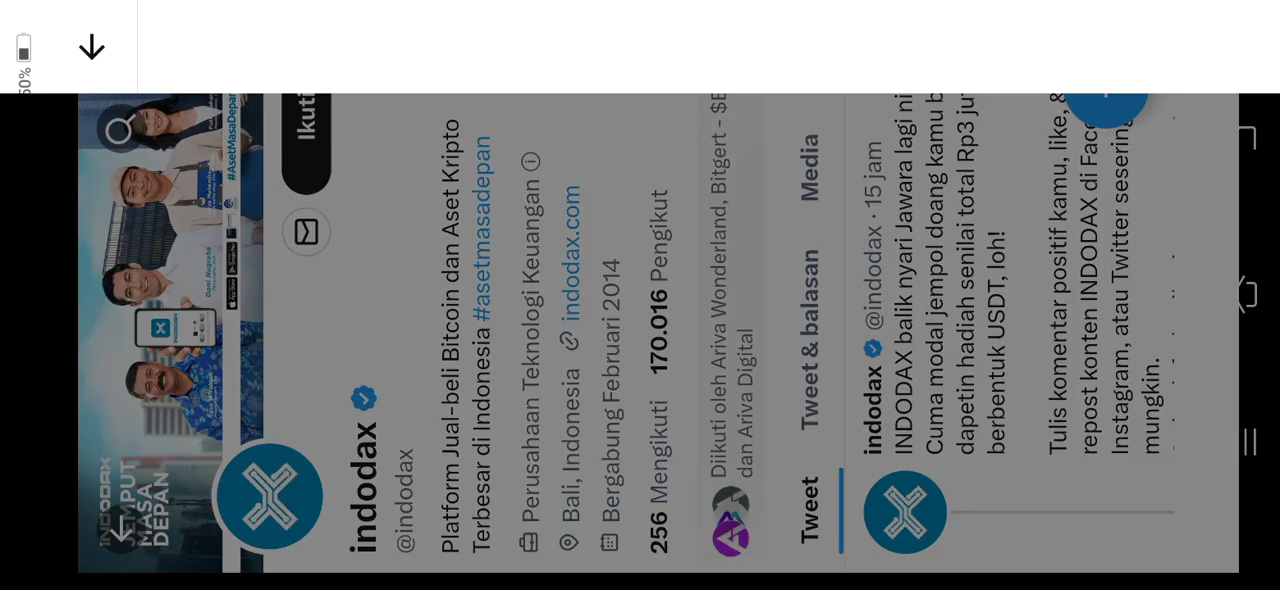 50%
INDODAX
JEMPUT
MASA
DEPAN
#AsetMasaDepan
Doni Nugroho
INDODAX
Ikuti
indodax
@indodax
Platform Jual-beli Bitcoin dan Aset Kripto
Terbesar di Indonesia #asetmasadepan
Perusahaan Teknologi Keuangan
Bali, Indonesia indodax.com
Bergabung Februari 2014
256 Mengikuti 170.016 Pengikut
Diikuti oleh Ariva Wonderland, Bitgert - $B
dan Ariva Digital
Tweet Tweet & balasan Media
indodax @indodax · 15 jam
INDODAX balik nyari Jawara lagi ni
Cuma modal jempol doang kamu b
dapetin hadiah senilai total Rp3 ju
berbentuk USDT, loh!
Tulis komentar positif kamu, like, &
repost konten INDODAX di Face
Instagram, atau Twitter sesering
mungkin.